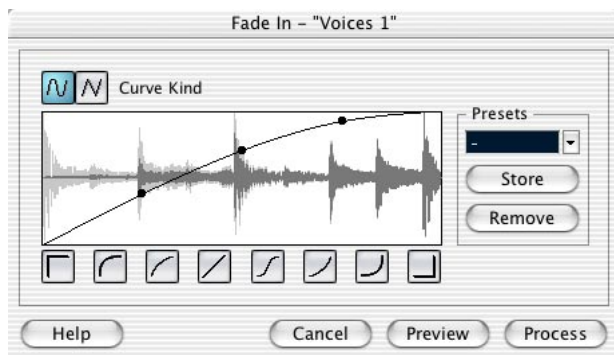 Fade In – "Voices 1"
Curve Kind
Presets
-
Store
Remove
Help
Cancel
Preview
Process